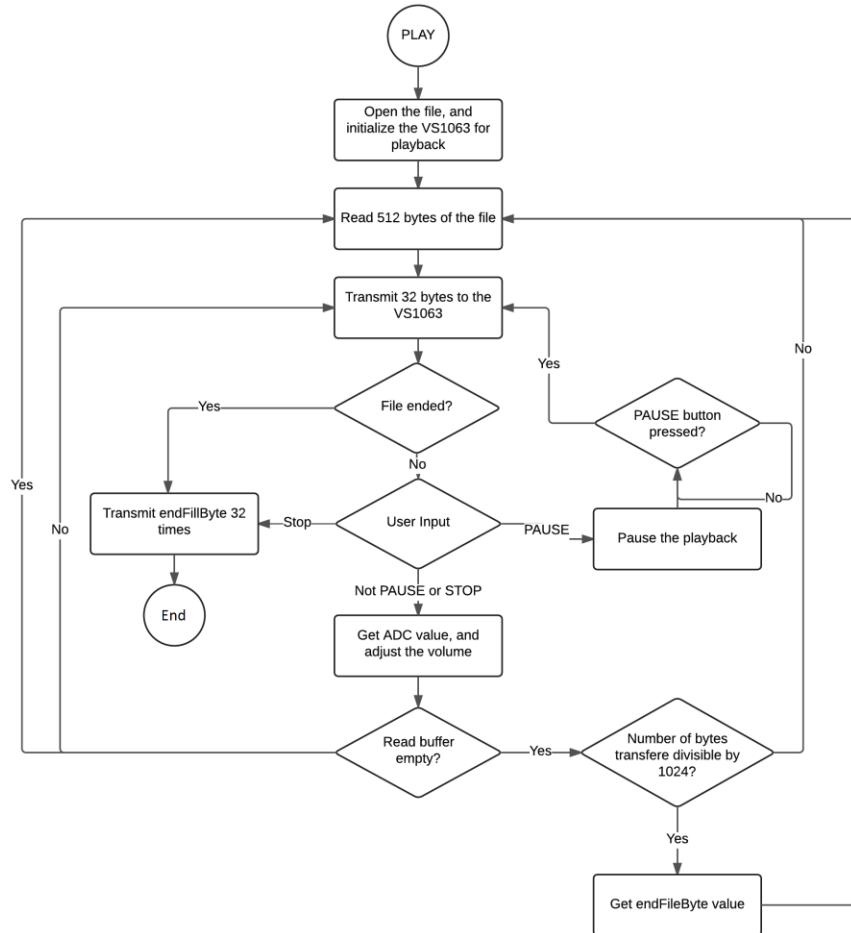 PLAY
Open the file, and
initialize the VS1063 for
playback
Read 512 bytes of the file
Transmit 32 bytes to the
VS1063
No
Yes
File ended?
PAUSE button
pressed?
Yes
No
Yes
No
Transmit endFillByte 32
times
Stop
User Input
PAUSE
Pause the playback
No
End
Not PAUSE or STOP
Get ADC value, and
adjust the volume
Read buffer
empty?
Yes
Number of bytes
transfere divisible by
1024?
Yes
Get endFileByte value